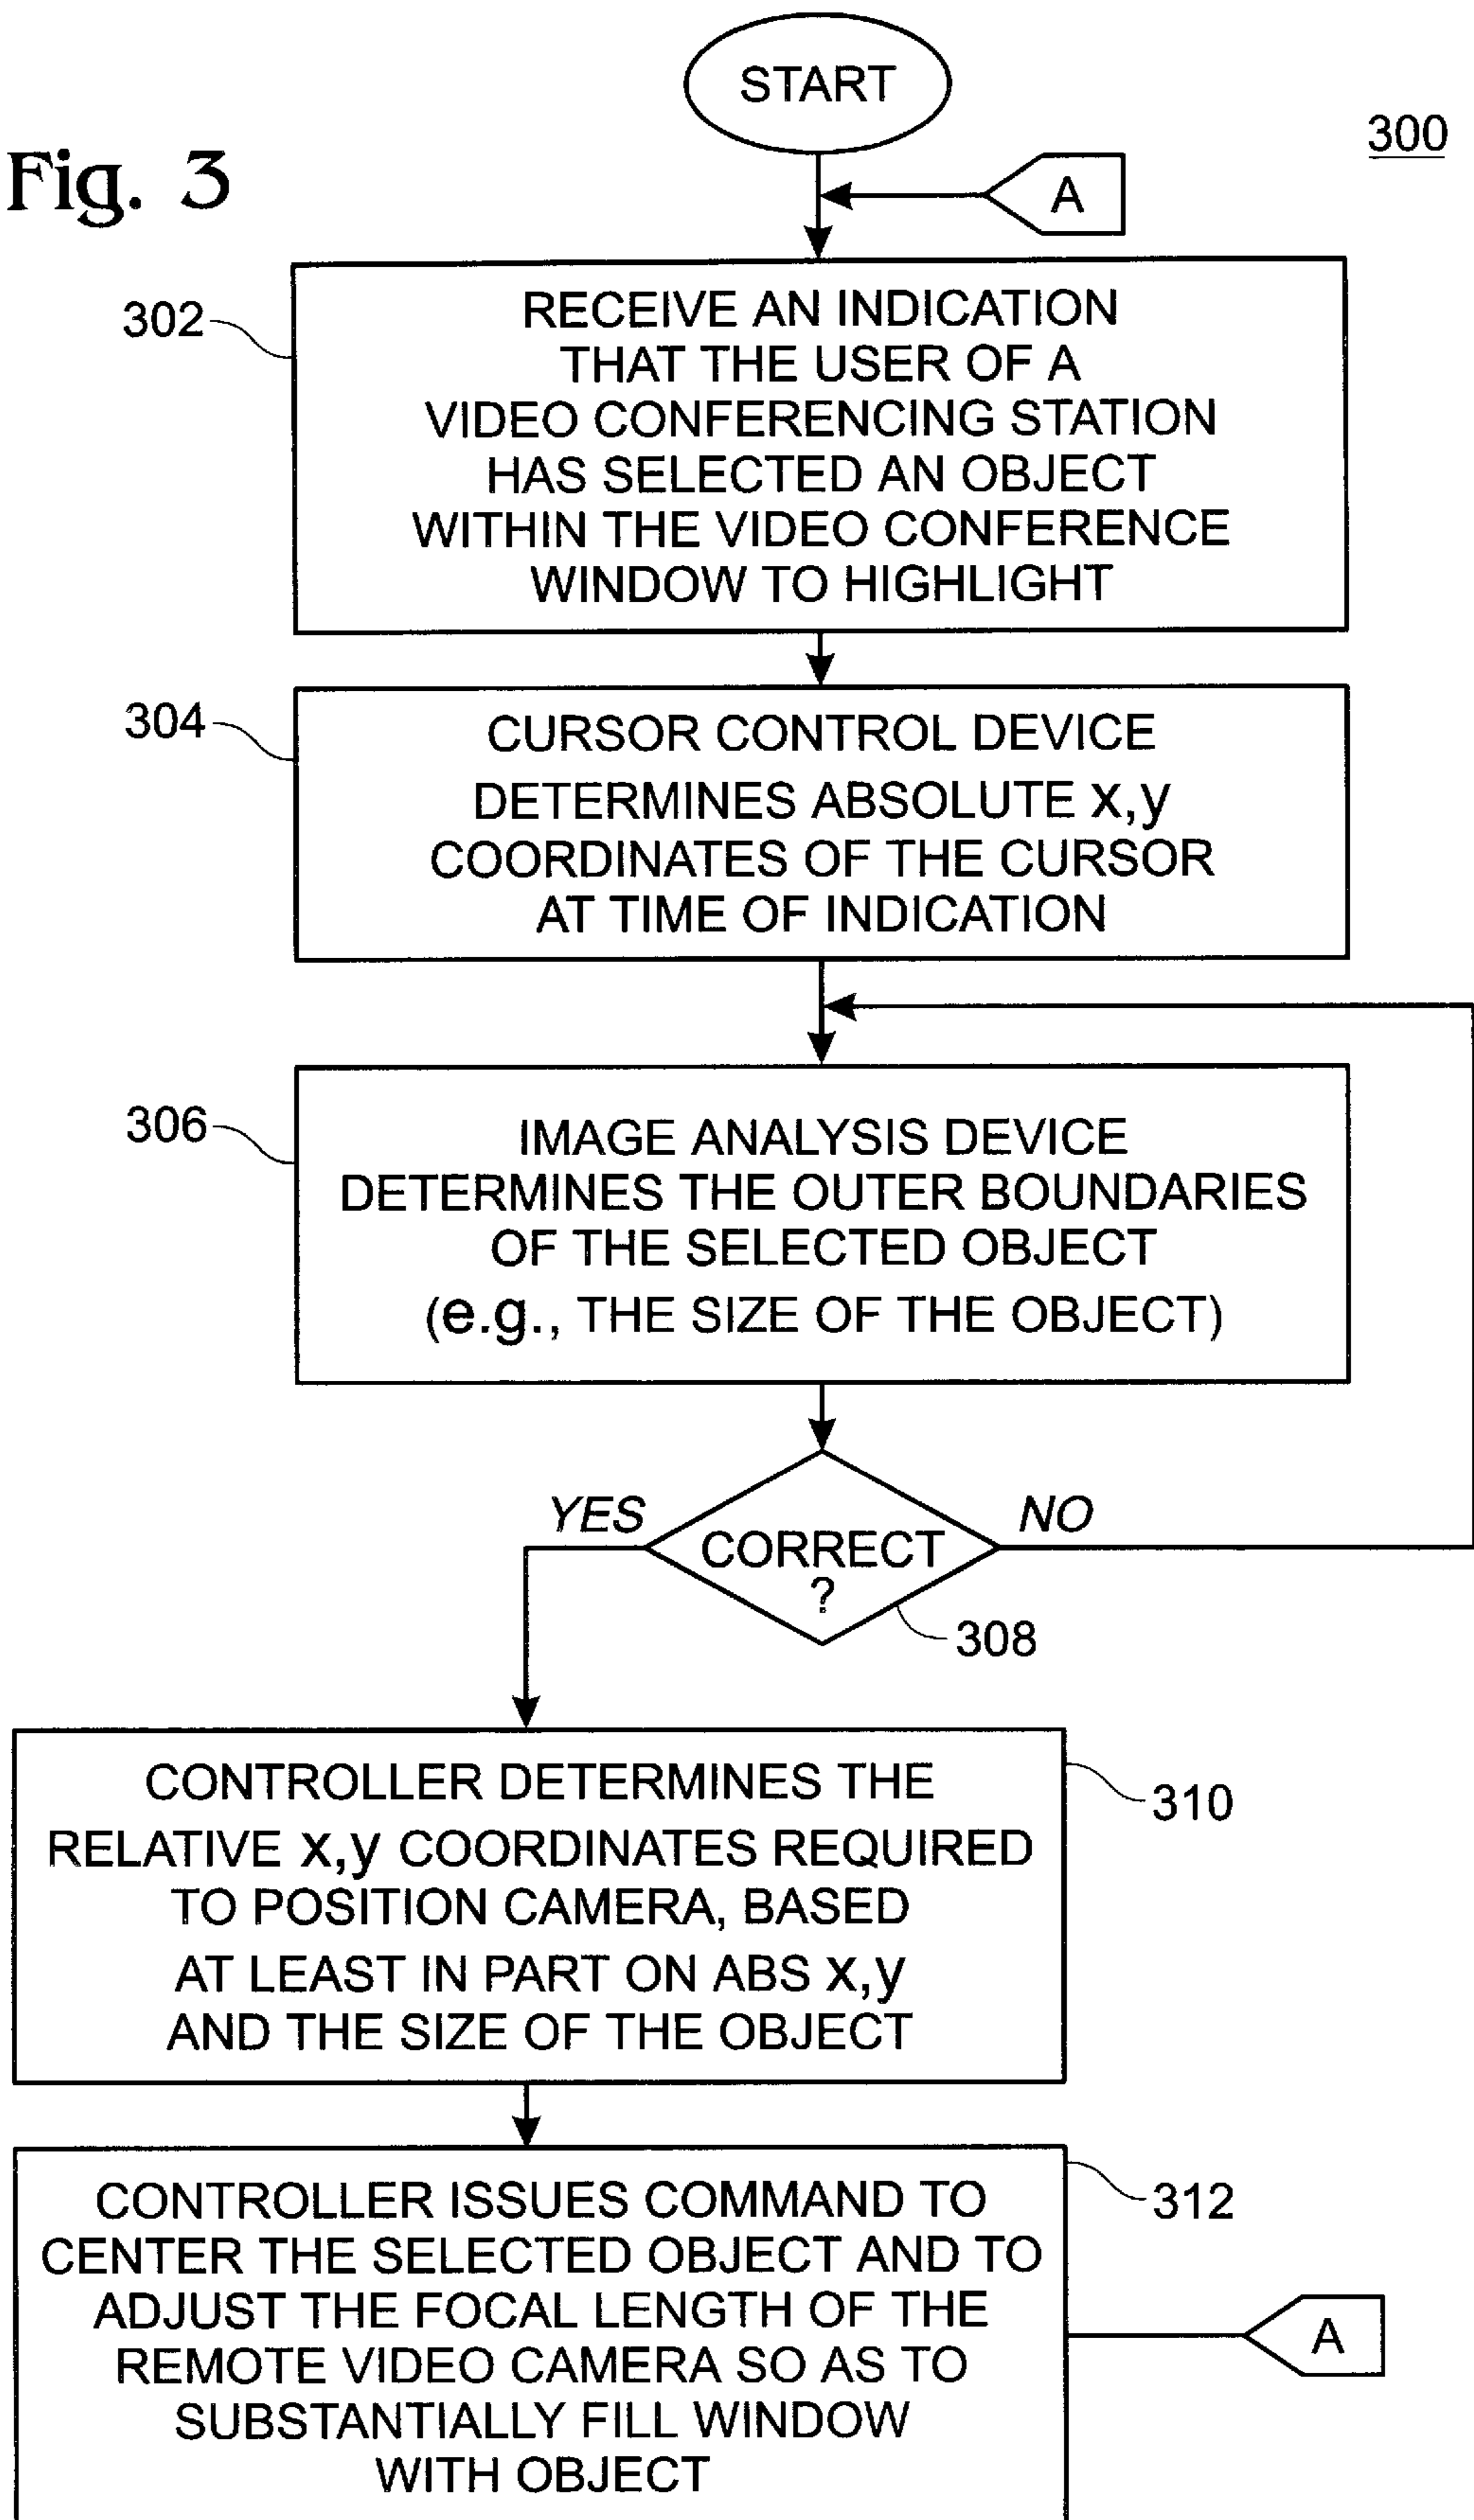 START
300
Fig. 3
A
302
RECEIVE AN INDICATION
THAT THE USER OF A
VIDEO CONFERENCING STATION
HAS SELECTED AN OBJECT
WITHIN THE VIDEO CONFERENCE
WINDOW TO HIGHLIGHT
304
CURSOR CONTROL DEVICE
DETERMINES ABSOLUTE x,y
COORDINATES OF THE CURSOR
AT TIME OF INDICATION
306
IMAGE ANALYSIS DEVICE
DETERMINES THE OUTER BOUNDARIES
OF THE SELECTED OBJECT
(e.g., THE SIZE OF THE OBJECT)
YES
NO
CORRECT
?
308
CONTROLLER DETERMINES THE
RELATIVE x,y COORDINATES REQUIRED
TO POSITION CAMERA, BASED
AT LEAST IN PART ON ABS x,y
AND THE SIZE OF THE OBJECT
310
CONTROLLER ISSUES COMMAND TO
CENTER THE SELECTED OBJECT AND TO
ADJUST THE FOCAL LENGTH OF THE
REMOTE VIDEO CAMERA SO AS TO
SUBSTANTIALLY FILL WINDOW
WITH OBJECT
312
A